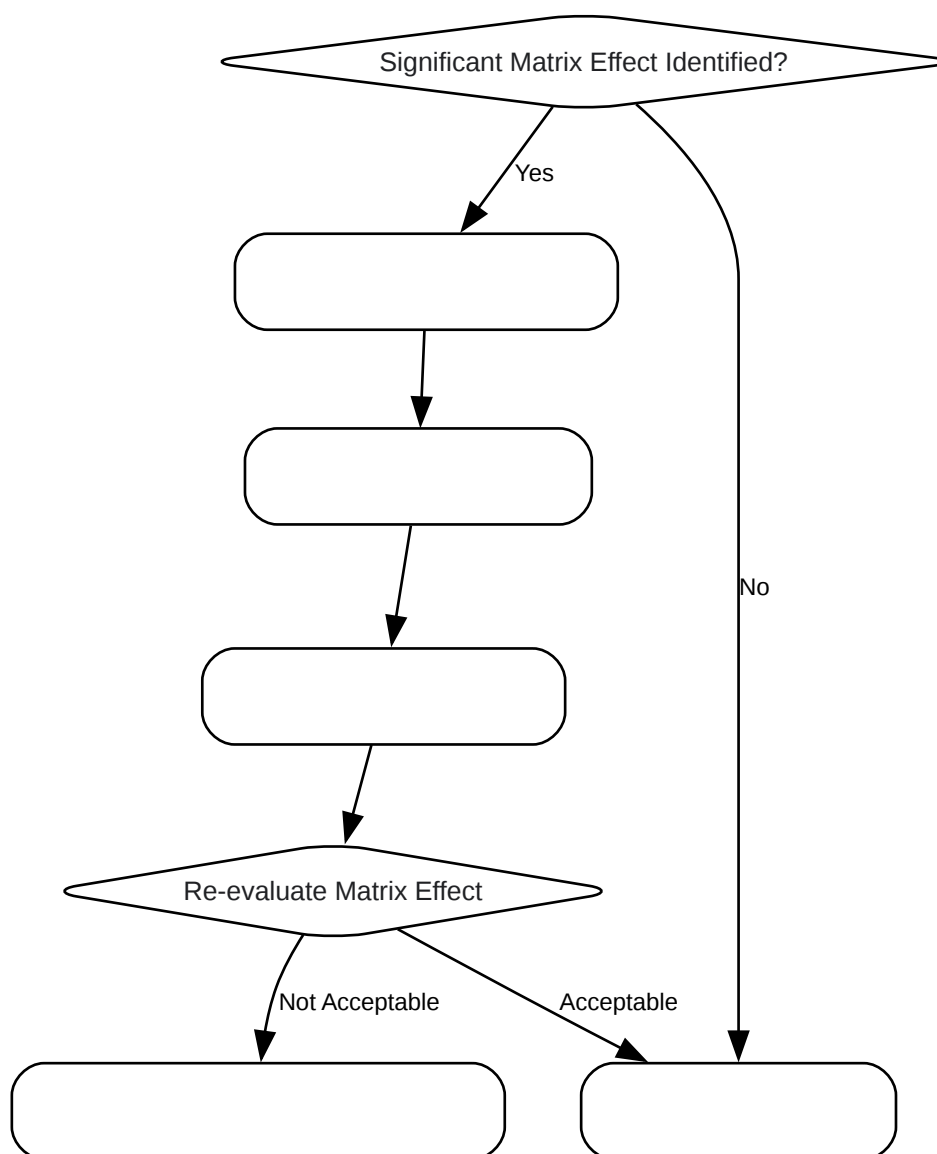 Significant Matrix Effect Identified?
Yes
No
Re-evaluate Matrix Effect
Not Acceptable
Acceptable